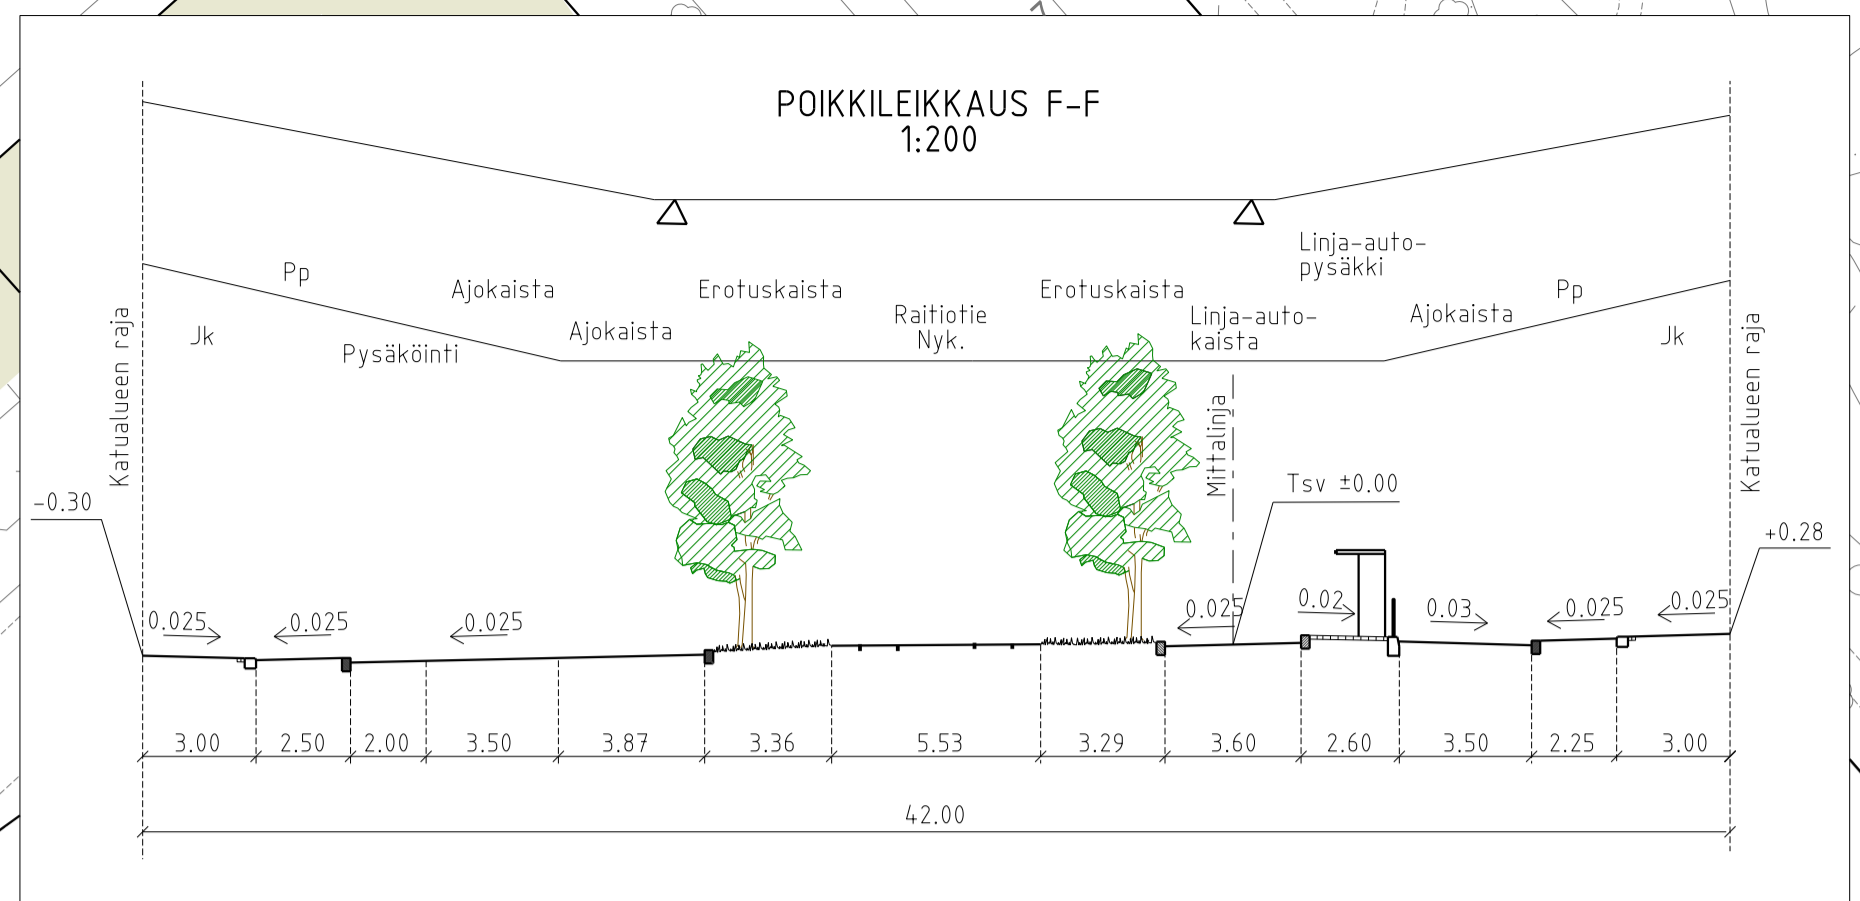 POIKKILEIKKAUS F-F
1:200
Linja-auto-
pysäkki
Pp
Ajokaista
Erotuskaista
Erotuskaista
Pp
Raitiotie
Nyk.
Linja-auto-
kaista
Ajokaista
Ajokaista
Jk
Pysäköinti
Jk
Katualueen raja
Mittalinja
Katualueen raja
-0.30
Tsv ±0.00
+0.28
0.025
0.025
0.025
0.025
0.02
0.03
0.025
0.025
3.00
2.50
2.00
3.50
3.87
3.36
5.53
3.29
3.60
2.60
3.50
2.25
3.00
42.00